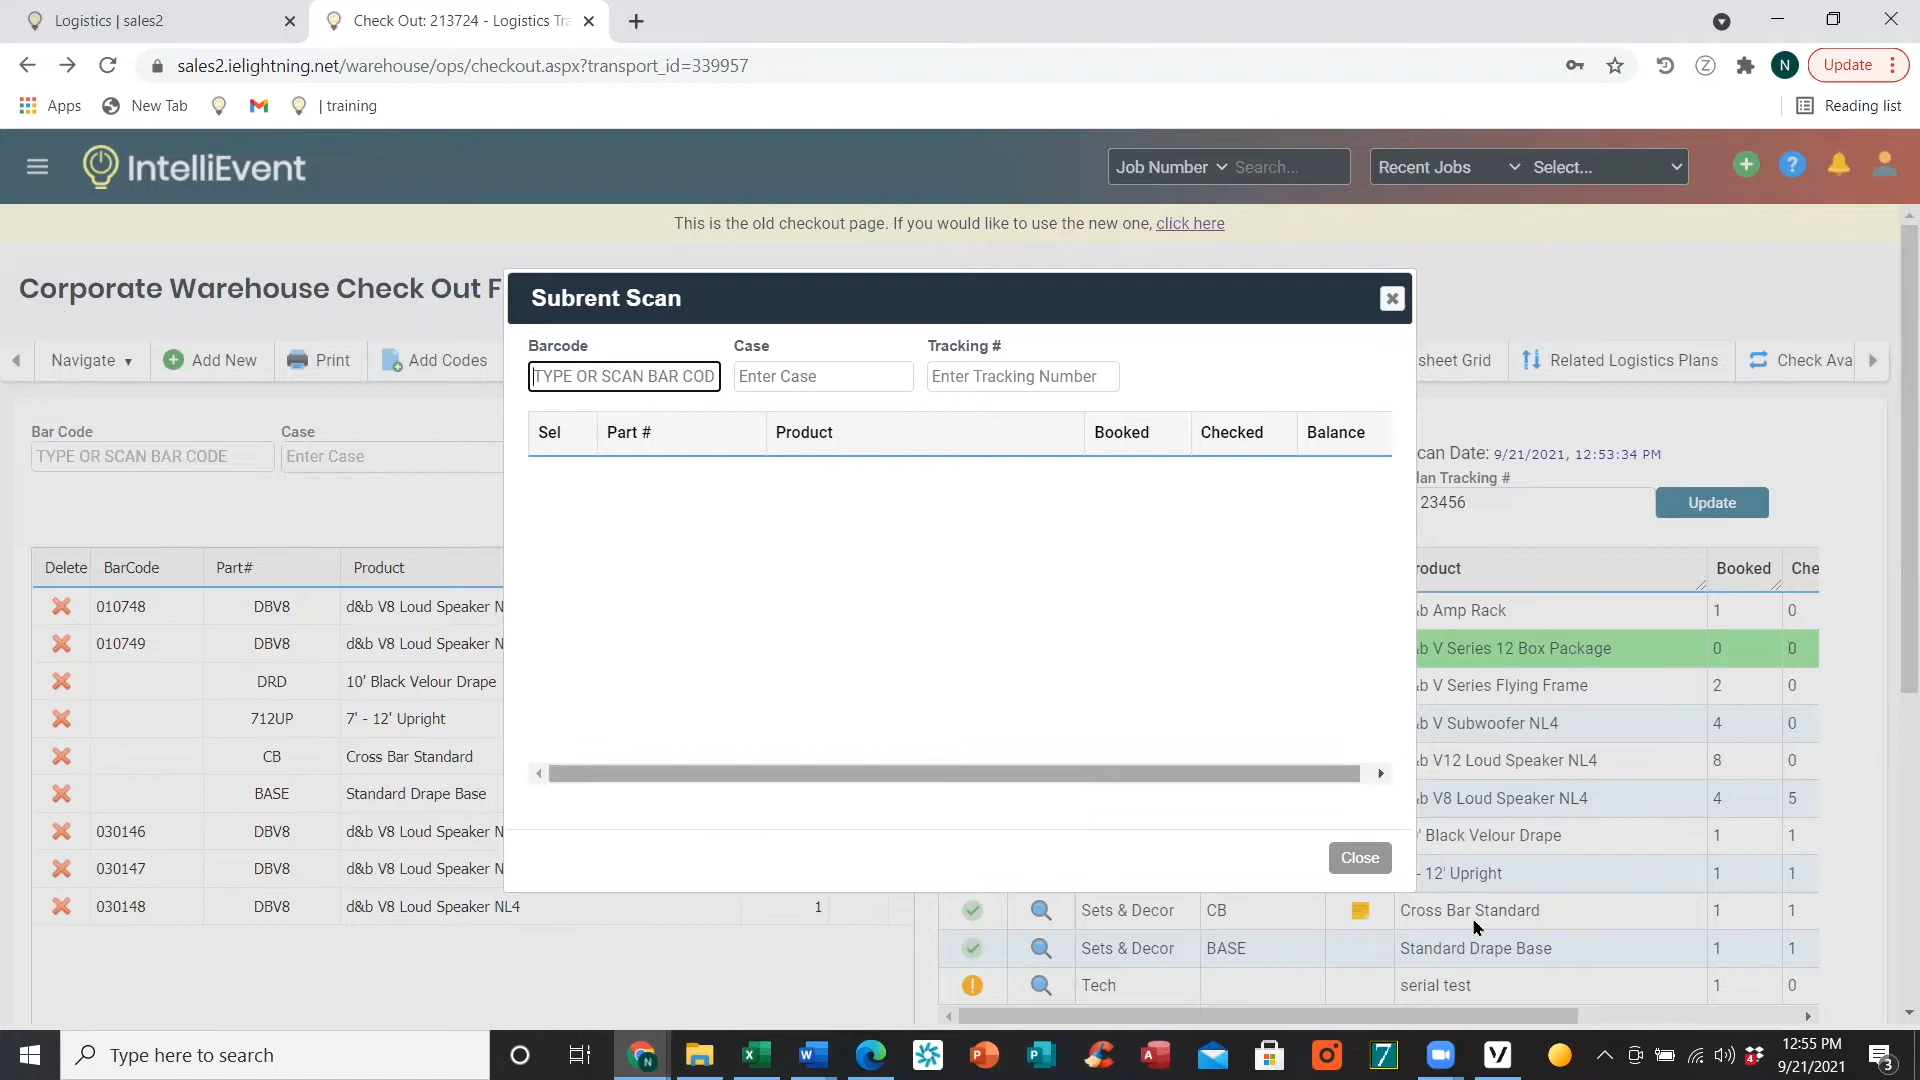 Logistics | sales2
Check Out: 213724 - Logistics Tra
sales2.ielightning.net/warehouse/ops/checkout.aspx?transport_id=339957
N
Update
Apps
New Tab
| training
Reading list
IntelliEvent
Job Number
Search...
Recent Jobs
Select...
This is the old checkout page. If you would like to use the new one, click here
Corporate Warehouse Check Out F
Navigate
Add New
Print
Add Codes
sheet Grid
Related Logistics Plans
Check Ava
Bar Code
Case
TYPE OR SCAN BAR CODE
Enter Case
can Date: 9/21/2021, 12:53:34 PM
lan Tracking #
23456
Update
Subrent Scan
Barcode
Case
Tracking #
TYPE OR SCAN BAR COD
Enter Case
Enter Tracking Number
Sel
Part #
Product
Booked
Checked
Balance
Close
Delete
BarCode
Part#
Product
010748
DBV8
d&b V8 Loud Speaker N
010749
DBV8
d&b V8 Loud Speaker N
DRD
10' Black Velour Drape
712UP
7' - 12' Upright
CB
Cross Bar Standard
BASE
Standard Drape Base
030146
DBV8
d&b V8 Loud Speaker N
030147
DBV8
d&b V8 Loud Speaker N
030148
DBV8
d&b V8 Loud Speaker NL4
1
roduct
Booked
Che
b Amp Rack
1
0
b V Series 12 Box Package
0
0
b V Series Flying Frame
2
0
b V Subwoofer NL4
4
0
b V12 Loud Speaker NL4
8
0
b V8 Loud Speaker NL4
4
5
' Black Velour Drape
1
1
- 12' Upright
1
1
Sets & Decor
CB
Cross Bar Standard
1
1
Sets & Decor
BASE
Standard Drape Base
1
1
Tech
serial test
1
0
Type here to search
12:55 PM
9/21/2021
3